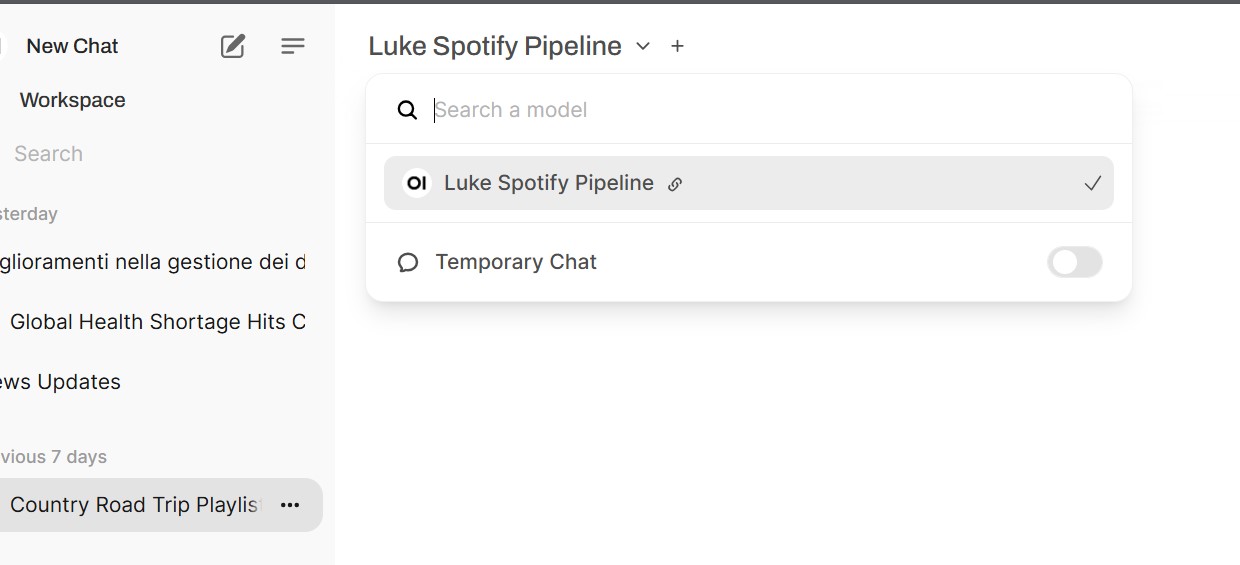 New Chat
Workspace
Search
sterday
glioramenti nella gestione dei d
Global Health Shortage Hits C
ews Updates
vious 7 days
Country Road Trip Playlis
Luke Spotify Pipeline
Search a model
OI Luke Spotify Pipeline
Temporary Chat